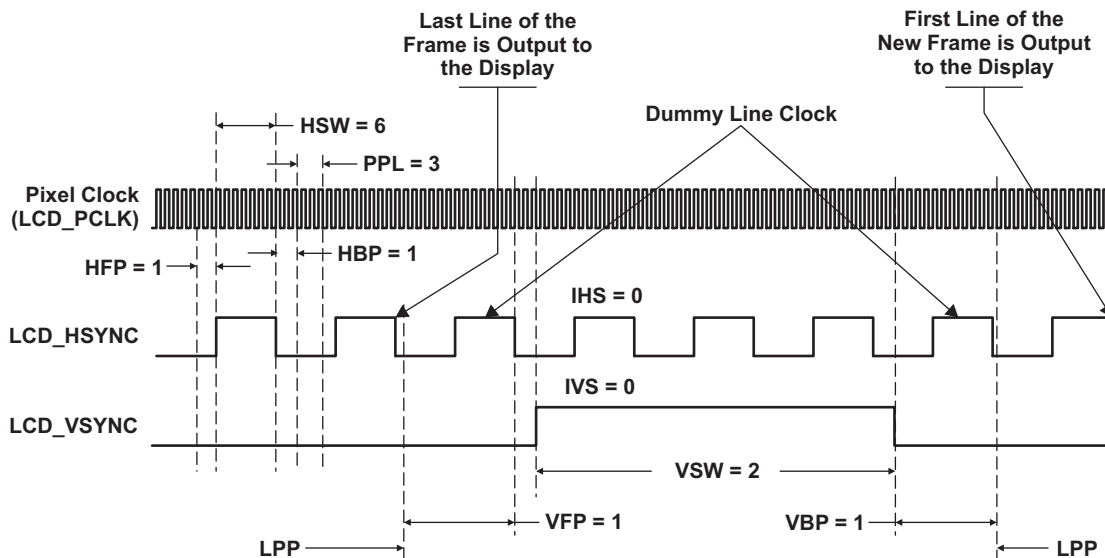 Last Line of the
Frame is Output to
the Display
First Line of the
New Frame is Output
to the Display
HSW = 6
Dummy Line Clock
PPL = 3
Pixel Clock
(LCD_PCLK)
HFP = 1
HBP = 1
IHS = 0
LCD_HSYNC
IVS = 0
LCD_VSYNC
VSW = 2
VFP = 1
VBP = 1
LPP
LPP